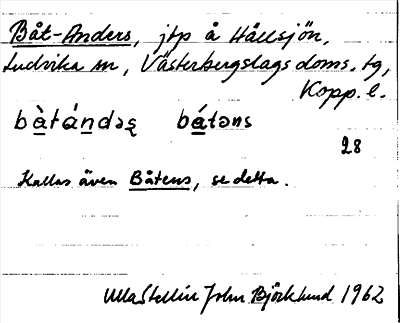 Båt-Anders, jtp å Hällsjön,
Ludvika sn, Västerbergslags doms. tg,
Kopp. l.
bàtándəș bátəns
28
Kallas även Båtens, se detta.
Ulla Stellin John Björklund 1962